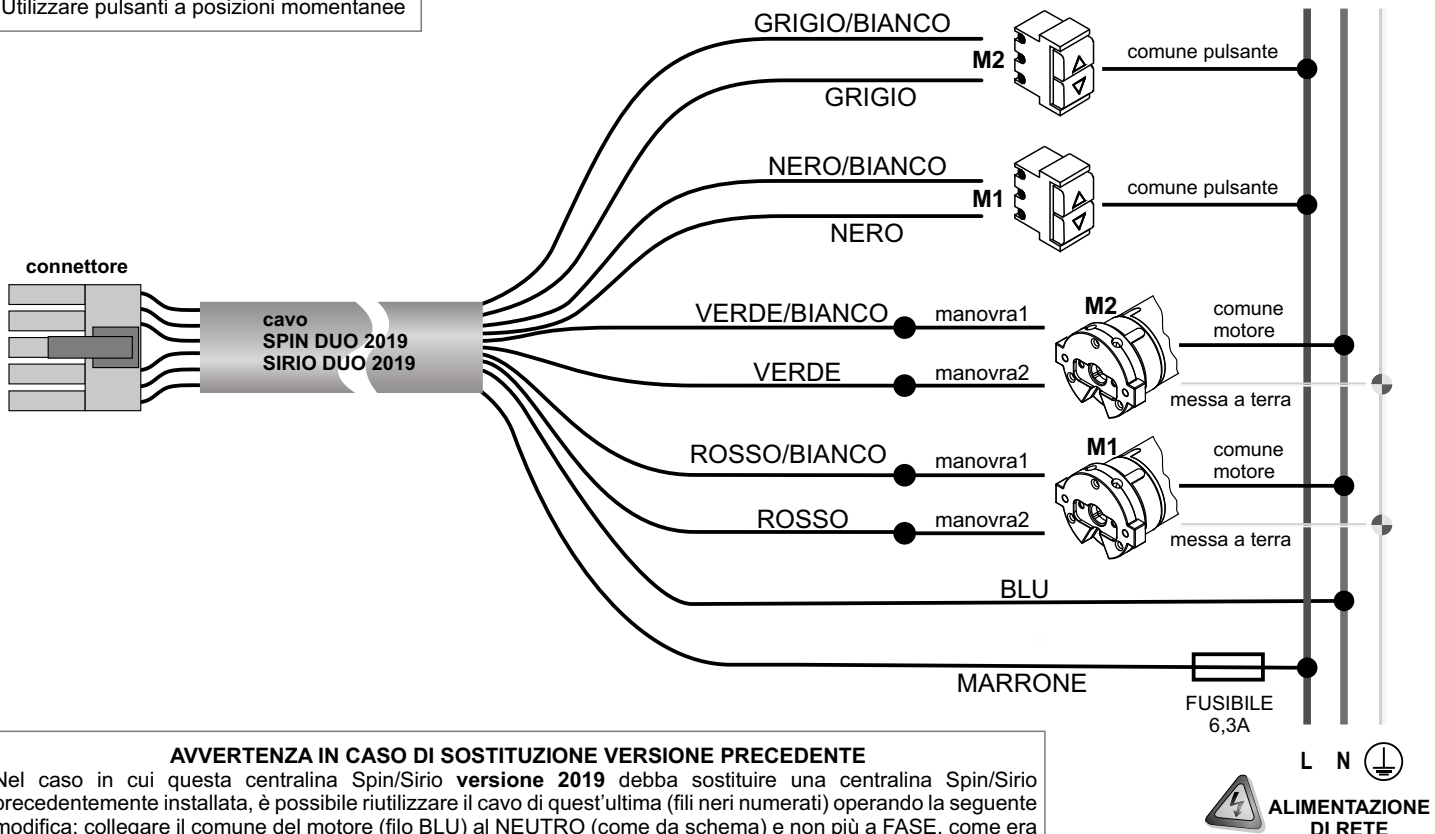 Utilizzare pulsanti a posizioni momentanee
GRIGIO/BIANCO
M2
comune pulsante
GRIGIO
NERO/BIANCO
M1
comune pulsante
NERO
connettore
cavo
SPIN DUO 2019
SIRIO DUO 2019
VERDE/BIANCO
manovra1
M2
comune
motore
VERDE
manovra2
messa a terra
ROSSO/BIANCO
manovra1
M1
comune
motore
ROSSO
manovra2
messa a terra
BLU
MARRONE
FUSIBILE
6,3A
L N
ALIMENTAZIONE
DI RETE
AVVERTENZA IN CASO DI SOSTITUZIONE VERSIONE PRECEDENTE
Nel caso in cui questa centralina Spin/Sirio versione 2019 debba sostituire una centralina Spin/Sirio
precedentemente installata, è possibile riutilizzare il cavo di quest'ultima (fili neri numerati) operando la seguente
modifica: collegare il comune del motore (filo BLU) al NEUTRO (come da schema) e non più a FASE, come era